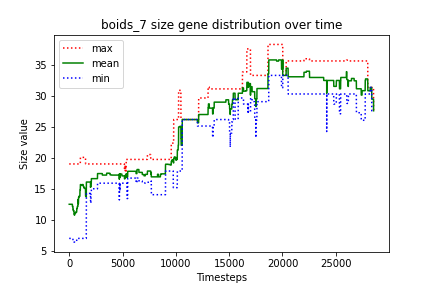 boids_7 size gene distribution over time
max
mean
min
Size value
35
30
25
20
15
10
5
0
5000
10000
15000
20000
25000
Timesteps